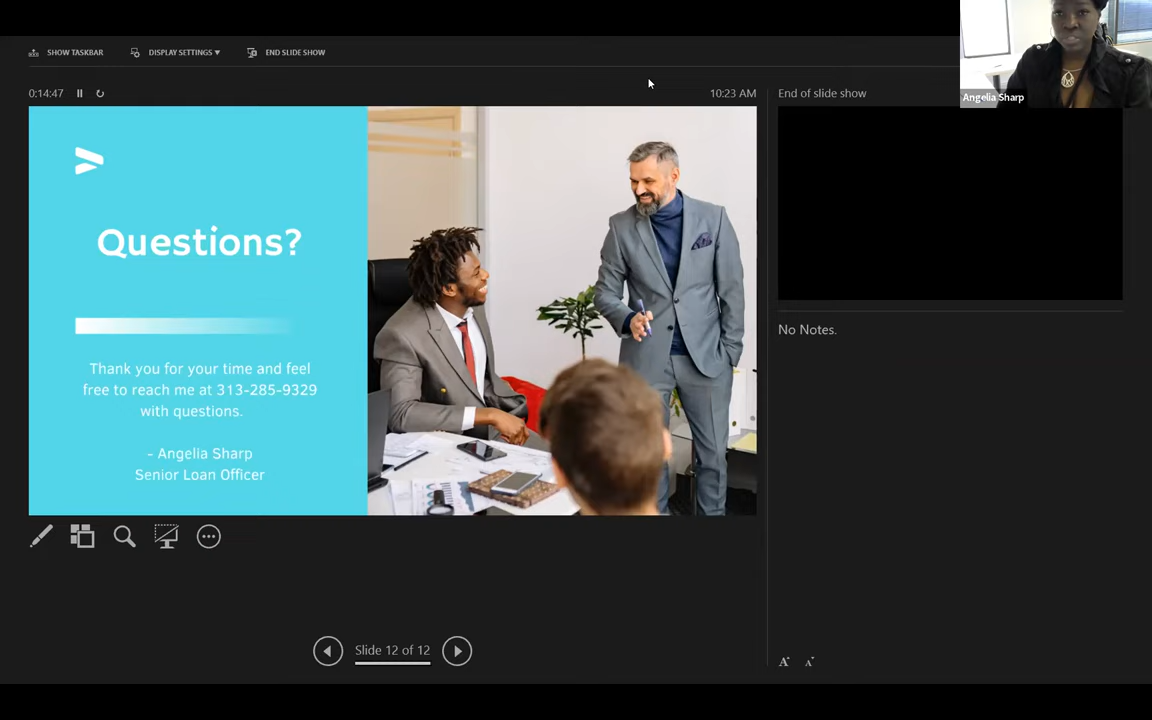 SHOW TASKBAR
DISPLAY SETTINGS ▼
END SLIDE SHOW
Angelia Sharp
0:14:47
10:23 AM
End of slide show
Questions?
Thank you for your time and feel
free to reach me at 313-285-9329
with questions.
- Angelia Sharp
Senior Loan Officer
No Notes.
Slide 12 of 12
A
A